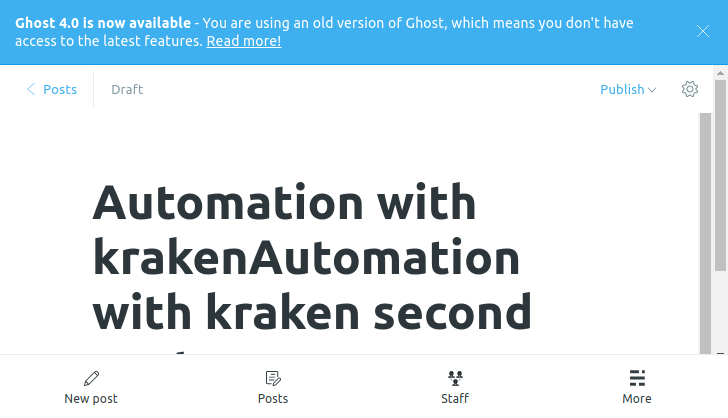 Ghost 4.0 is now available - You are using an old version of Ghost, which means you don't have
access to the latest features. Read more!
Posts
Draft
Publish
Automation with
krakenAutomation
with kraken second
New post
Posts
Staff
More